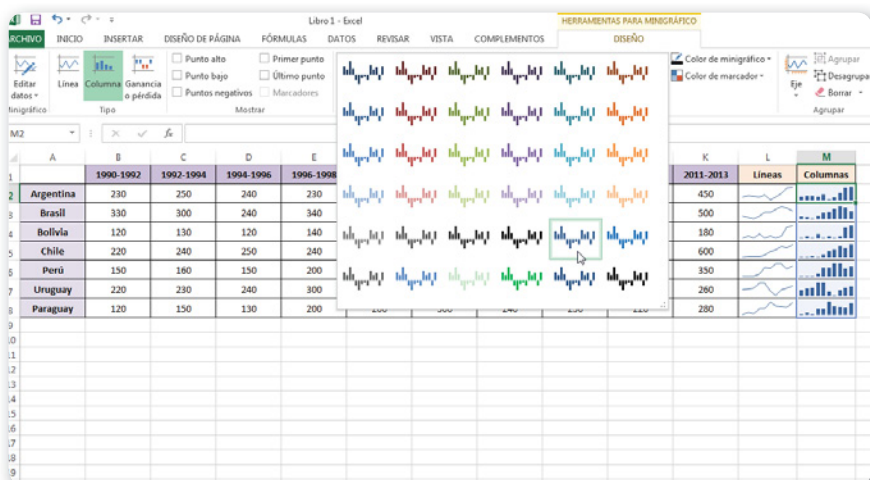 Libro 1 - Excel
HERRAMIENTAS PARA MINIGRÁFICO
ARCHIVO INICIO INSERTAR DISEÑO DE PÁGINA FÓRMULAS DATOS REVISAR VISTA COMPLEMENTOS DISEÑO
Editar datos Línea Columna Ganancia o pérdida
Punto alto Primer punto
Punto bajo Último punto
Puntos negativos Marcadores
Color de minigráfico
Color de marcador
Eje
Agrupar
Desagrupa
Borrar
Minigráfico Tipo Mostrar Agrupar
M2 fx
A B C D E K L M
1 1990-1992 1992-1994 1994-1996 1996-1998 2011-2013 Líneas Columnas
2 Argentina 230 250 240 230 450
3 Brasil 330 300 240 340 500
4 Bolivia 120 130 120 140 180
5 Chile 220 240 250 240 600
6 Perú 150 160 150 200 350
7 Uruguay 220 230 240 300 260
8 Paraguay 120 150 130 200 280
9
10
11
12
13
14
15
16
17
18
19